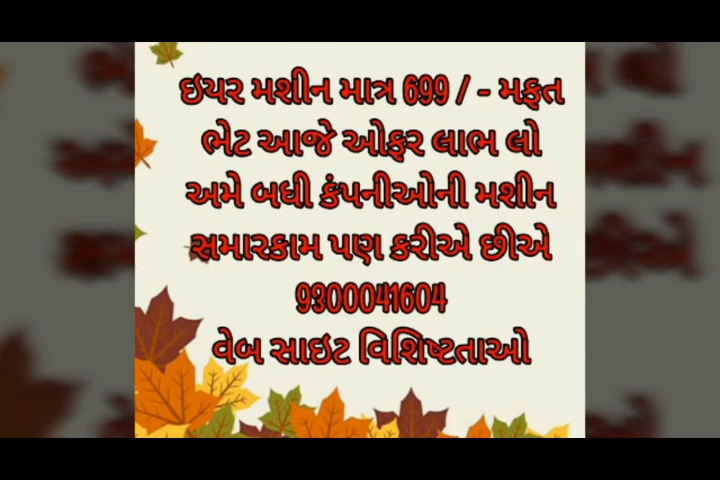 ઇયર મશીન માત્ર 699 / - મફત
ભેટ આજે ઓફર લાભ લો
અમે બધી કંપનીઓની મશીન
સમારકામ પણ કરીએ છીએ
9300041604
વેબ સાઇટ વિશિષ્ટતાઓ